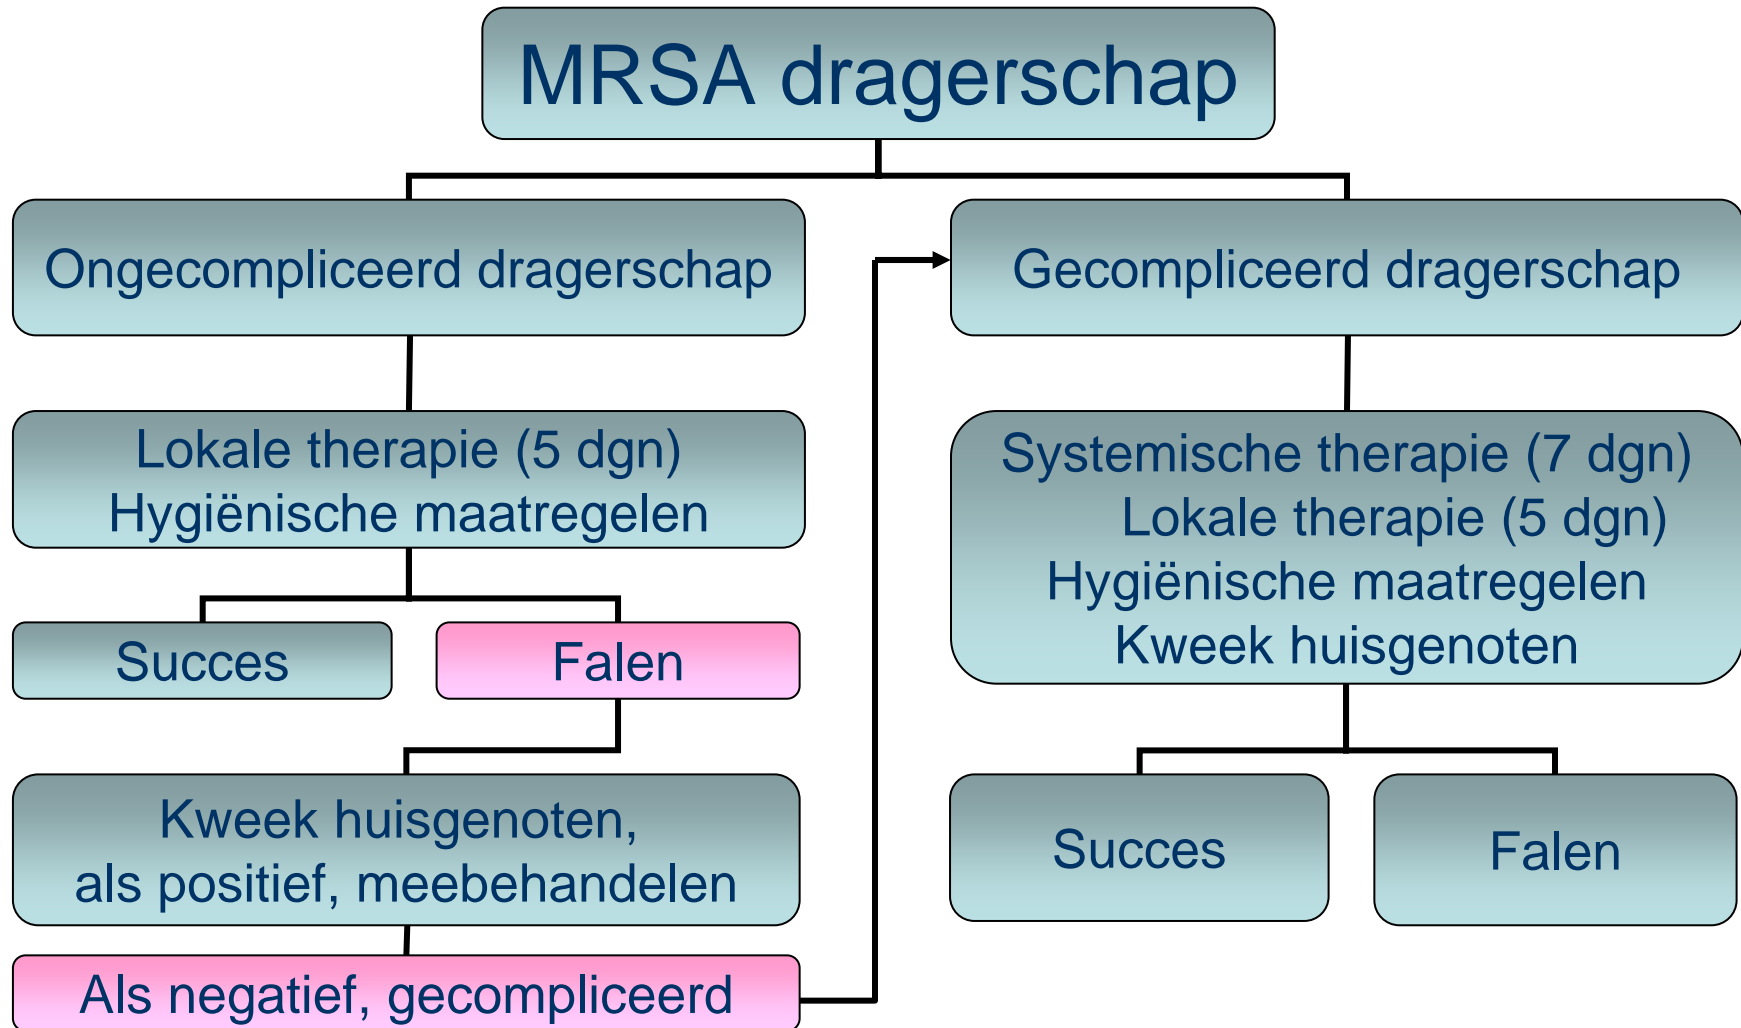 MRSA dragerschap
Ongecompliceerd dragerschap
Gecompliceerd dragerschap
Lokale therapie (5 dgn)
Hygiënische maatregelen
Systemische therapie (7 dgn)
Lokale therapie (5 dgn)
Hygiënische maatregelen
Kweek huisgenoten
Succes
Falen
Kweek huisgenoten,
als positief, meebehandelen
Als negatief, gecompliceerd
Succes
Falen